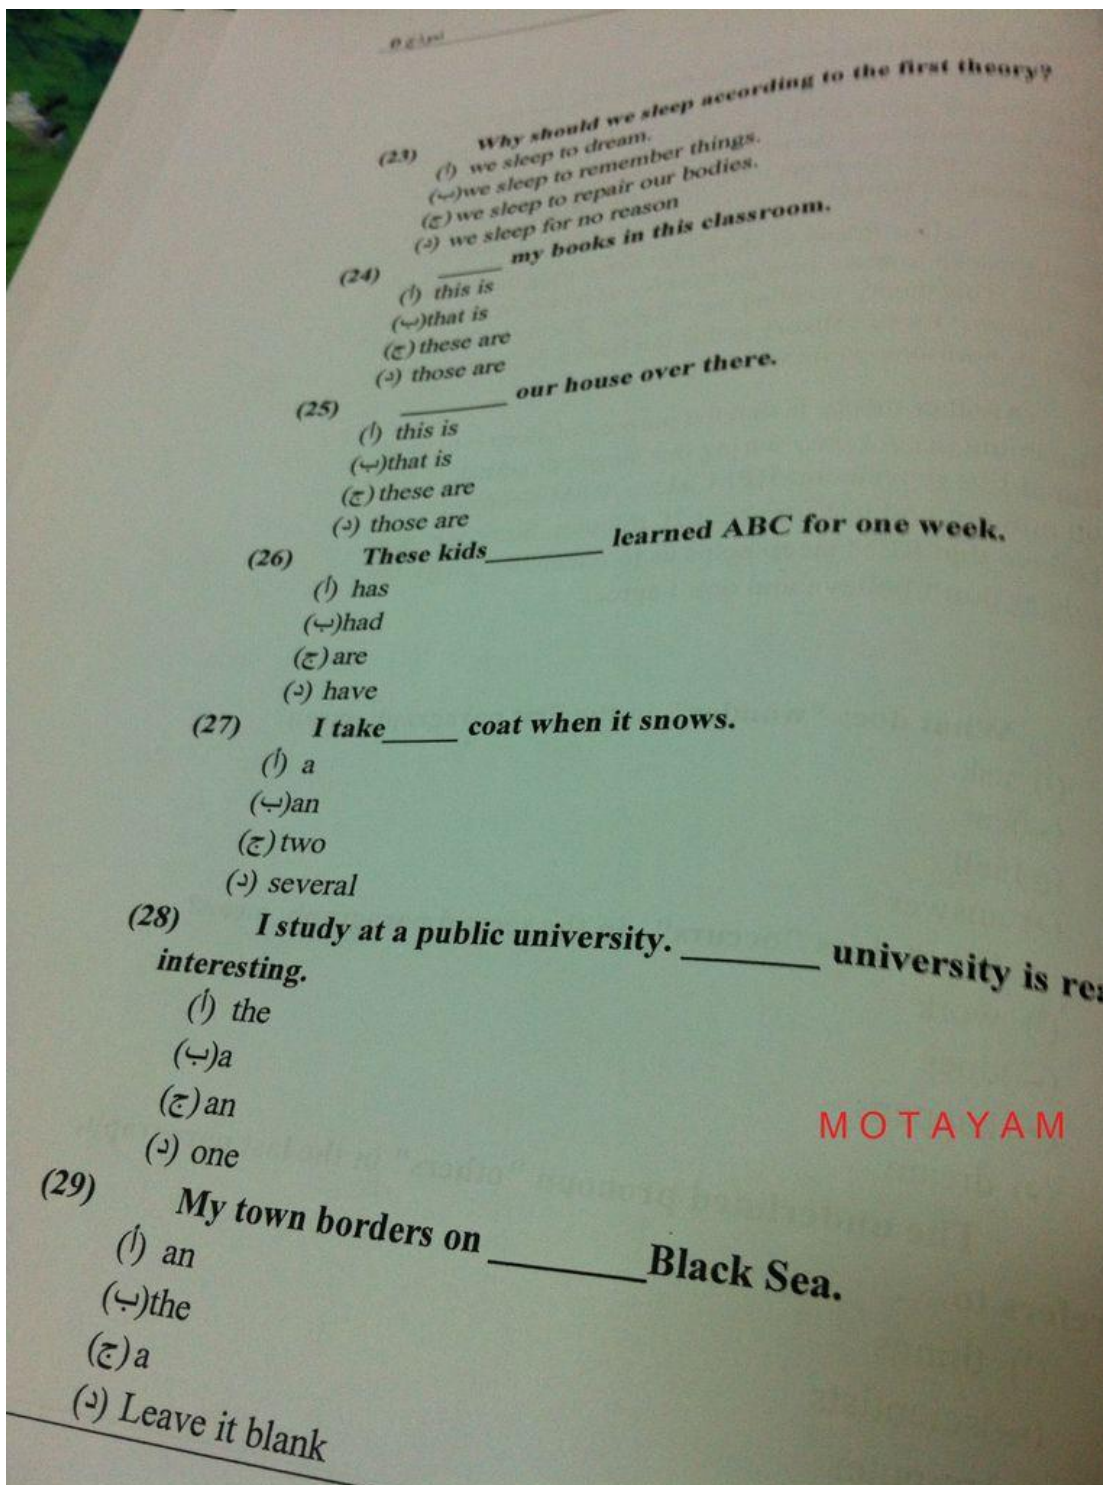 (23) Why should we sleep according to the first theory?
(أ) we sleep to dream.
(ب) we sleep to remember things.
(ج) we sleep to repair our bodies.
(د) we sleep for no reason
(24) ______ my books in this classroom.
(أ) this is
(ب) that is
(ج) these are
(د) those are
(25) ______ our house over there.
(أ) this is
(ب) that is
(ج) these are
(د) those are
(26) These kids______ learned ABC for one week.
(أ) has
(ب) had
(ج) are
(د) have
(27) I take______ coat when it snows.
(أ) a
(ب) an
(ج) two
(د) several
(28) I study at a public university. ______ university is
interesting.
(أ) the
(ب) a
(ج) an
(د) one
MOTAYAM
(29) My town borders on ______ Black Sea.
(أ) an
(ب) the
(ج) a
(د) Leave it blank